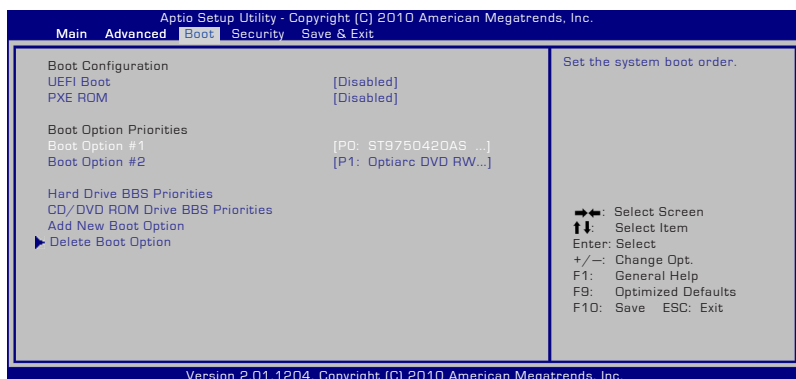 Aptio Setup Utility - Copyright (C) 2010 American Megatrends, Inc.
Main Advanced Boot Security Save & Exit
Boot Configuration
UEFI Boot [Disabled]
PXE ROM [Disabled]
Boot Option Priorities
Boot Option #1 [P0: ST9750420AS ...]
Boot Option #2 [P1: Optiarc DVD RW...]
Hard Drive BBS Priorities
CD/DVD ROM Drive BBS Priorities
Add New Boot Option
Delete Boot Option
Set the system boot order.
→←: Select Screen
↑↓: Select Item
Enter: Select
+/—: Change Opt.
F1: General Help
F9: Optimized Defaults
F10: Save ESC: Exit
Version 2.01.1204. Copyright (C) 2010 American Megatrends, Inc.